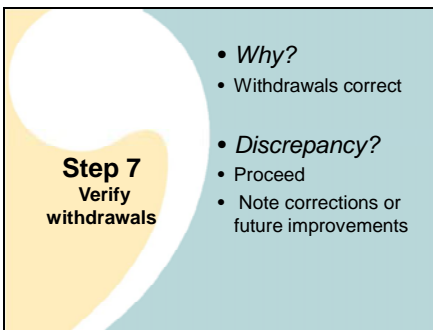 Step 7
Verify
withdrawals
• Why?
• Withdrawals correct
• Discrepancy?
• Proceed
• Note corrections or
future improvements